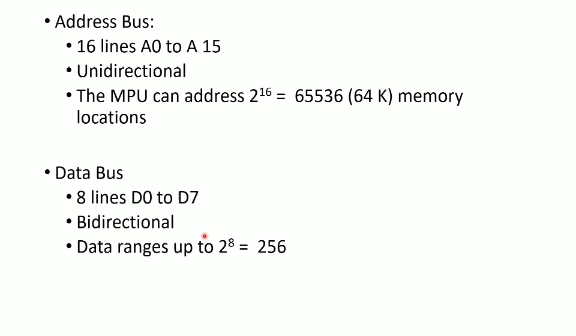 • Address Bus:
• 16 lines A0 to A 15
• Unidirectional
• The MPU can address 2¹⁶ = 65536 (64 K) memory
locations
• Data Bus
• 8 lines D0 to D7
• Bidirectional
• Data ranges up to 2⁸ = 256